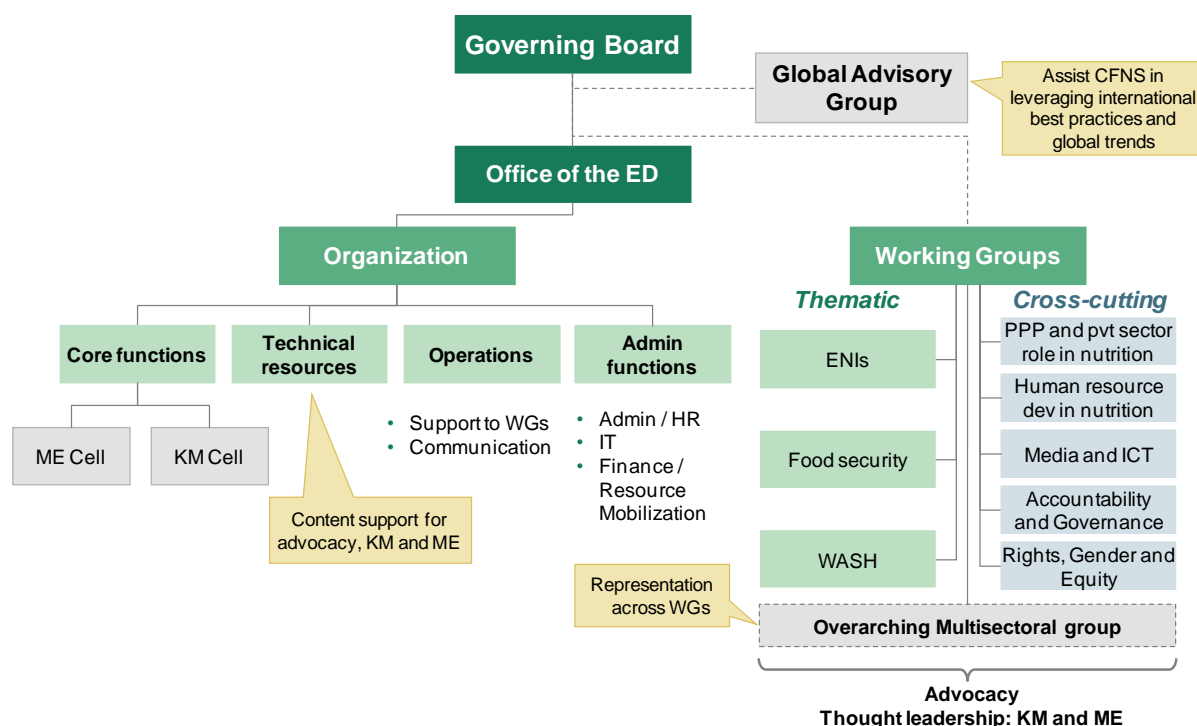 Governing Board
Global Advisory
Group
Assist CFNS in
leveraging international
best practices and
global trends
Office of the ED
Organization
Working Groups
Thematic
Cross-cutting
Core functions
Technical
resources
Operations
Admin
functions
ME Cell
KM Cell
• Support to WGs
• Communication
• Admin / HR
• IT
• Finance /
Resource
Mobilization
Content support for
advocacy, KM and ME
ENIs
Food security
WASH
PPP and pvt sector
role in nutrition
Human resource
dev in nutrition
Media and ICT
Accountability
and Governance
Rights, Gender and
Equity
Representation
across WGs
Overarching Multisectoral group
Advocacy
Thought leadership: KM and ME